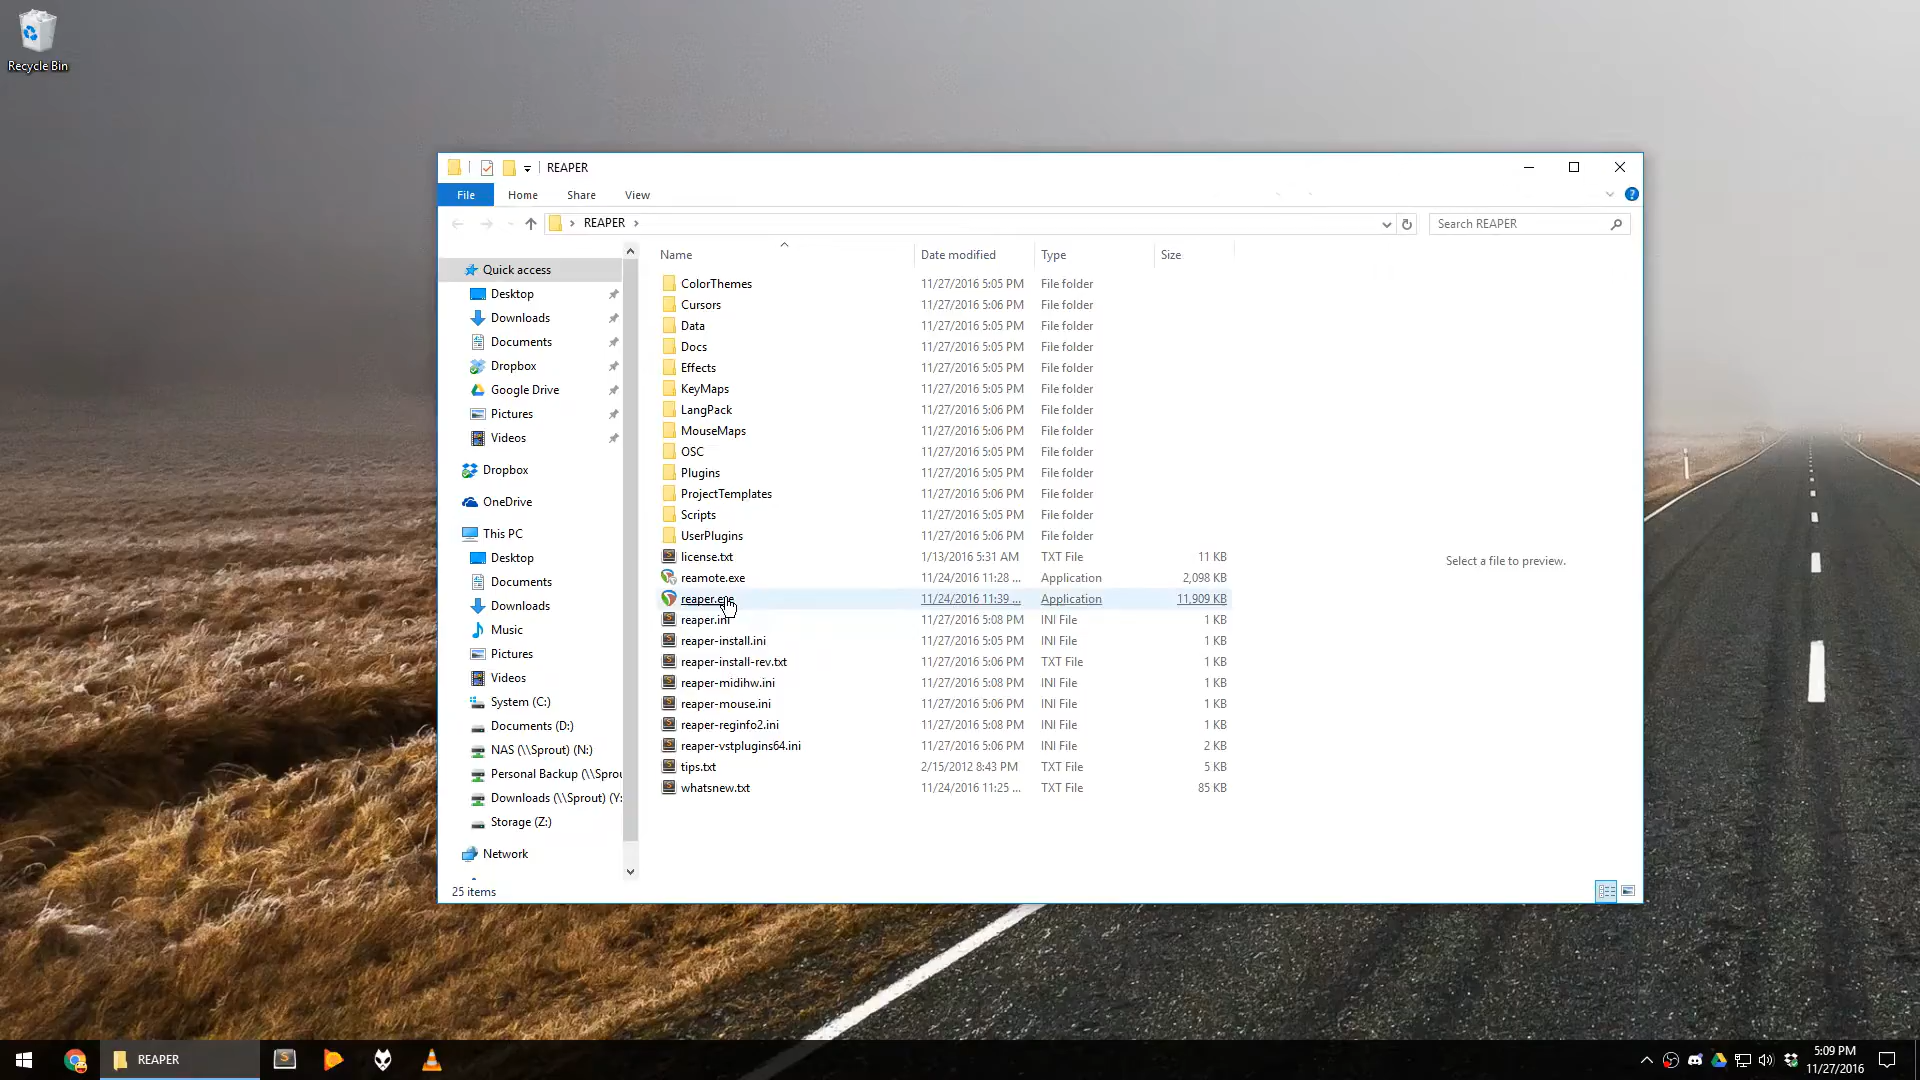 Recycle Bin
REAPER
File Home Share View
REAPER
Search REAPER
Name Date modified Type Size
Quick access
Desktop
Downloads
Documents
Dropbox
Google Drive
Pictures
Videos
Dropbox
OneDrive
This PC
Desktop
Documents
Downloads
Music
Pictures
Videos
System (C:)
Documents (D:)
NAS (\\Sprout) (N:)
Personal Backup (\\Sprou
Downloads (\\Sprout) (Y:
Storage (Z:)
Network
ColorThemes 11/27/2016 5:05 PM File folder
Cursors 11/27/2016 5:06 PM File folder
Data 11/27/2016 5:05 PM File folder
Docs 11/27/2016 5:05 PM File folder
Effects 11/27/2016 5:05 PM File folder
KeyMaps 11/27/2016 5:05 PM File folder
LangPack 11/27/2016 5:06 PM File folder
MouseMaps 11/27/2016 5:06 PM File folder
OSC 11/27/2016 5:05 PM File folder
Plugins 11/27/2016 5:05 PM File folder
ProjectTemplates 11/27/2016 5:06 PM File folder
Scripts 11/27/2016 5:05 PM File folder
UserPlugins 11/27/2016 5:06 PM File folder
license.txt 1/13/2016 5:31 AM TXT File 11 KB
reamote.exe 11/24/2016 11:28 ... Application 2,098 KB
reaper.exe 11/24/2016 11:39 ... Application 11,909 KB
reaper.ini 11/27/2016 5:08 PM INI File 1 KB
reaper-install.ini 11/27/2016 5:05 PM INI File 1 KB
reaper-install-rev.txt 11/27/2016 5:06 PM TXT File 1 KB
reaper-midihw.ini 11/27/2016 5:08 PM INI File 1 KB
reaper-mouse.ini 11/27/2016 5:06 PM INI File 1 KB
reaper-reginfo2.ini 11/27/2016 5:08 PM INI File 1 KB
reaper-vstplugins64.ini 11/27/2016 5:06 PM INI File 2 KB
tips.txt 2/15/2012 8:43 PM TXT File 5 KB
whatsnew.txt 11/24/2016 11:25 ... TXT File 85 KB
Select a file to preview.
25 items
REAPER
5:09 PM
11/27/2016